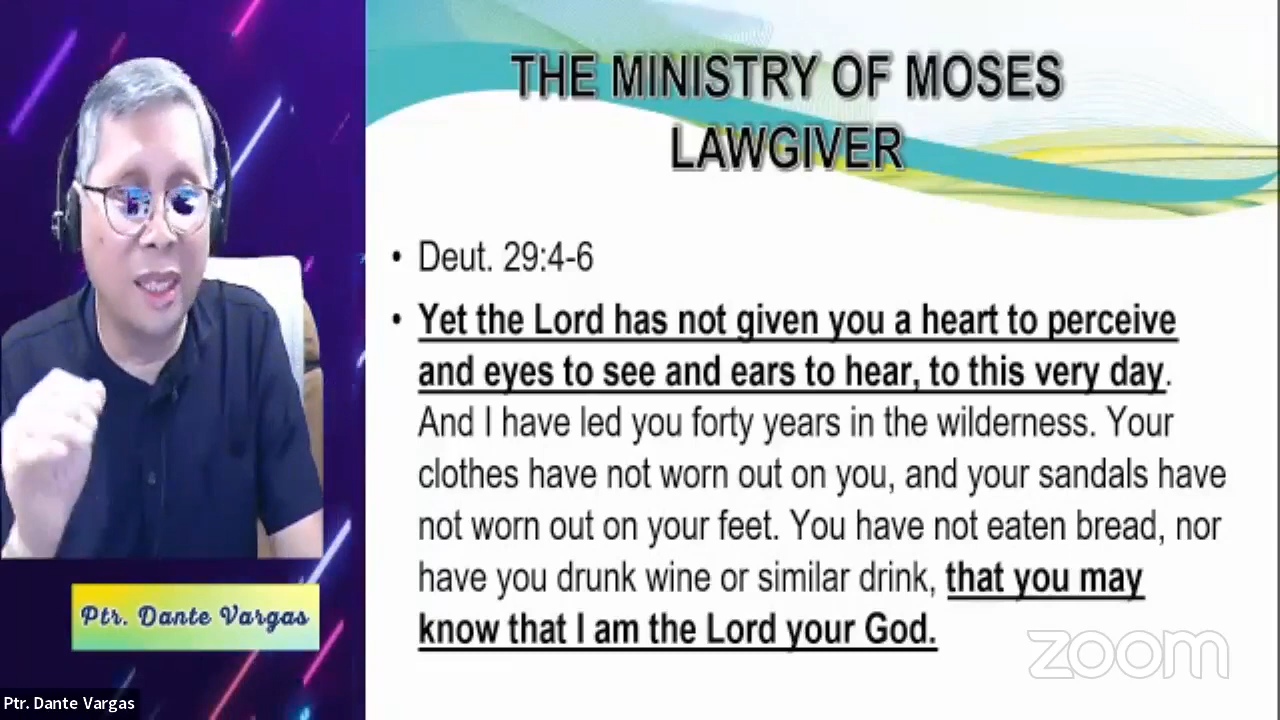 THE MINISTRY OF MOSES
LAWGIVER
• Deut. 29:4-6
• Yet the Lord has not given you a heart to perceive
and eyes to see and ears to hear, to this very day.
And I have led you forty years in the wilderness. Your
clothes have not worn out on you, and your sandals have
not worn out on your feet. You have not eaten bread, nor
have you drunk wine or similar drink, that you may
know that I am the Lord your God.
Ptr. Dante Vargas
zoom
Ptr. Dante Vargas